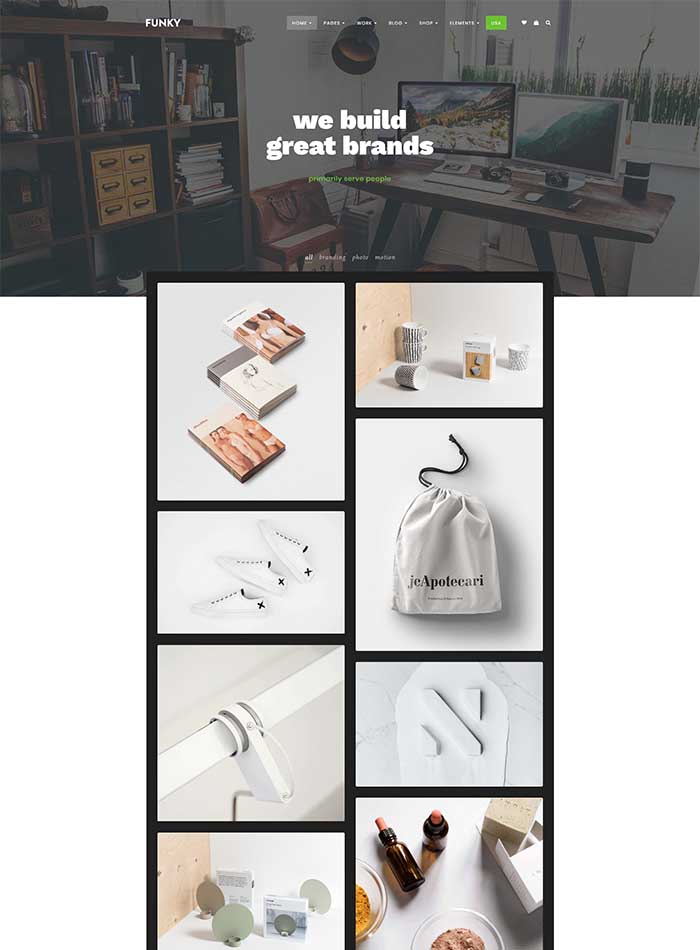 FUNKY
HOME PAGES WORK BLOG SHOP ELEMENTS USA
we build
great brands
primarily serve people
all branding photo motion
jcApotecari